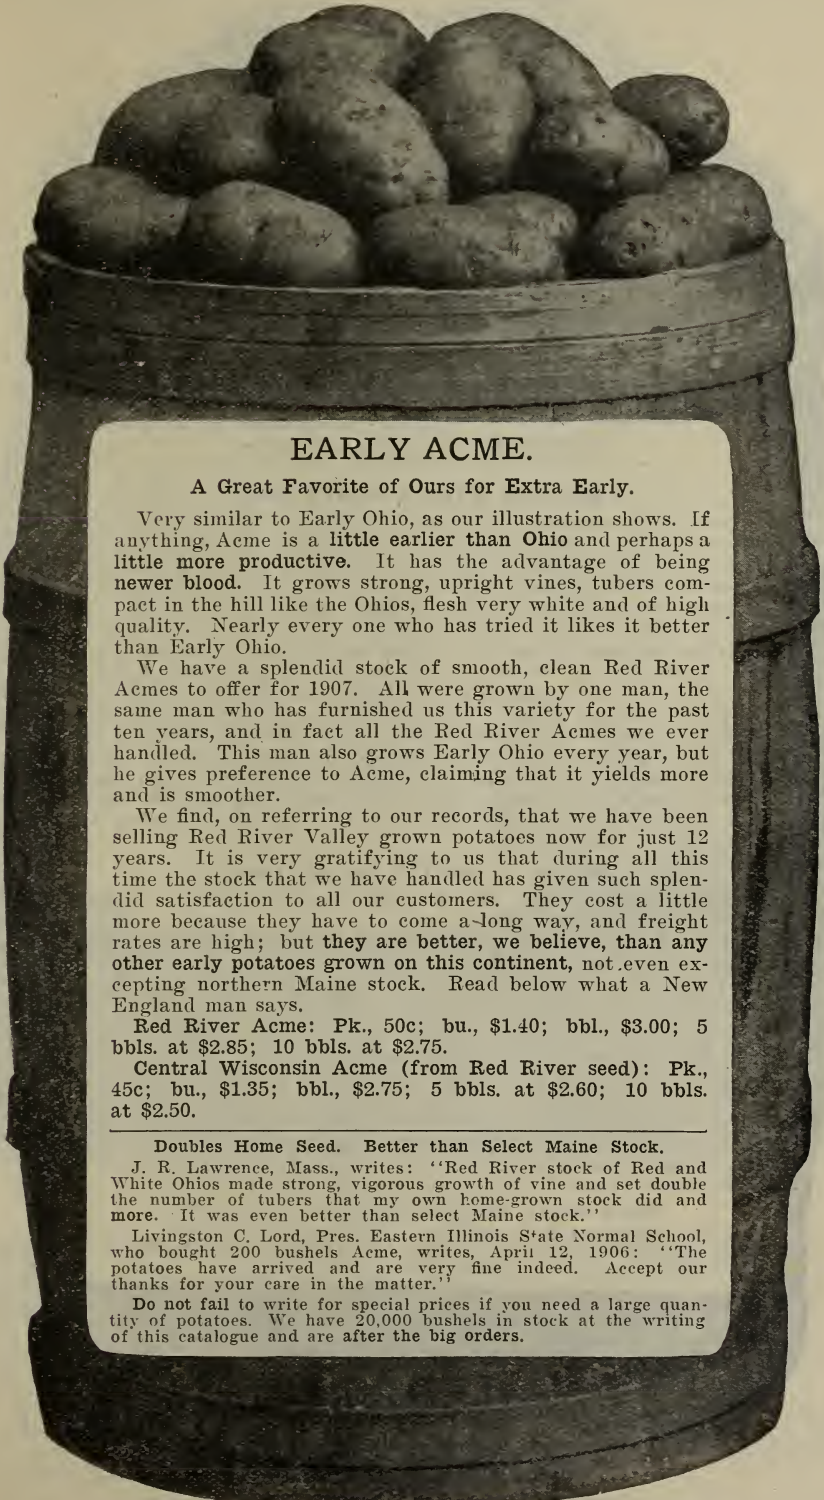 EARLY ACME.
A Great Favorite of Ours for Extra Early.
Very similar to Early Ohio, as our illustration shows. If
anything, Acme is a little earlier than Ohio and perhaps a
little more productive. It has the advantage of being
newer blood. It grows strong, upright vines, tubers com-
pact in the hill like the Ohios, flesh very white and of high
quality. Nearly every one who has tried it likes it better
than Early Ohio.
We have a splendid stock of smooth, clean Red River
Acmes to offer for 1907. All were grown by one man, the
same man who has furnished us this variety for the past
ten years, and in fact all the Red River Acmes we ever
handled. This man also grows Early Ohio every year, but
he gives preference to Acme, claiming that it yields more
and is smoother.
We find, on referring to our records, that we have been
selling Red River Valley grown potatoes now for just 12
years. It is very gratifying to us that during all this
time the stock that we have handled has given such splen-
did satisfaction to all our customers. They cost a little
more because they have to come a long way, and freight
rates are high; but they are better, we believe, than any
other early potatoes grown on this continent, not even ex-
cepting northern Maine stock. Read below what a New
England man says.
Red River Acme: Pk., 50c; bu., $1.40; bbl., $3.00; 5
bbls. at $2.85; 10 bbls. at $2.75.
Central Wisconsin Acme (from Red River seed): Pk.,
45c; bu., $1.35; bbl., $2.75; 5 bbls. at $2.60; 10 bbls.
at $2.50.
Doubles Home Seed. Better than Select Maine Stock.
J. R. Lawrence, Mass., writes: "Red River stock of Red and
White Ohios made strong, vigorous growth of vine and set double
the number of tubers that my own home-grown stock did and
more. It was even better than select Maine stock."
Livingston C. Lord, Pres. Eastern Illinois State Normal School,
who bought 200 bushels Acme, writes, April 12, 1906: "The
potatoes have arrived and are very fine indeed. Accept our
thanks for your care in the matter."
Do not fail to write for special prices if you need a large quan-
tity of potatoes. We have 20,000 bushels in stock at the writing
of this catalogue and are after the big orders.